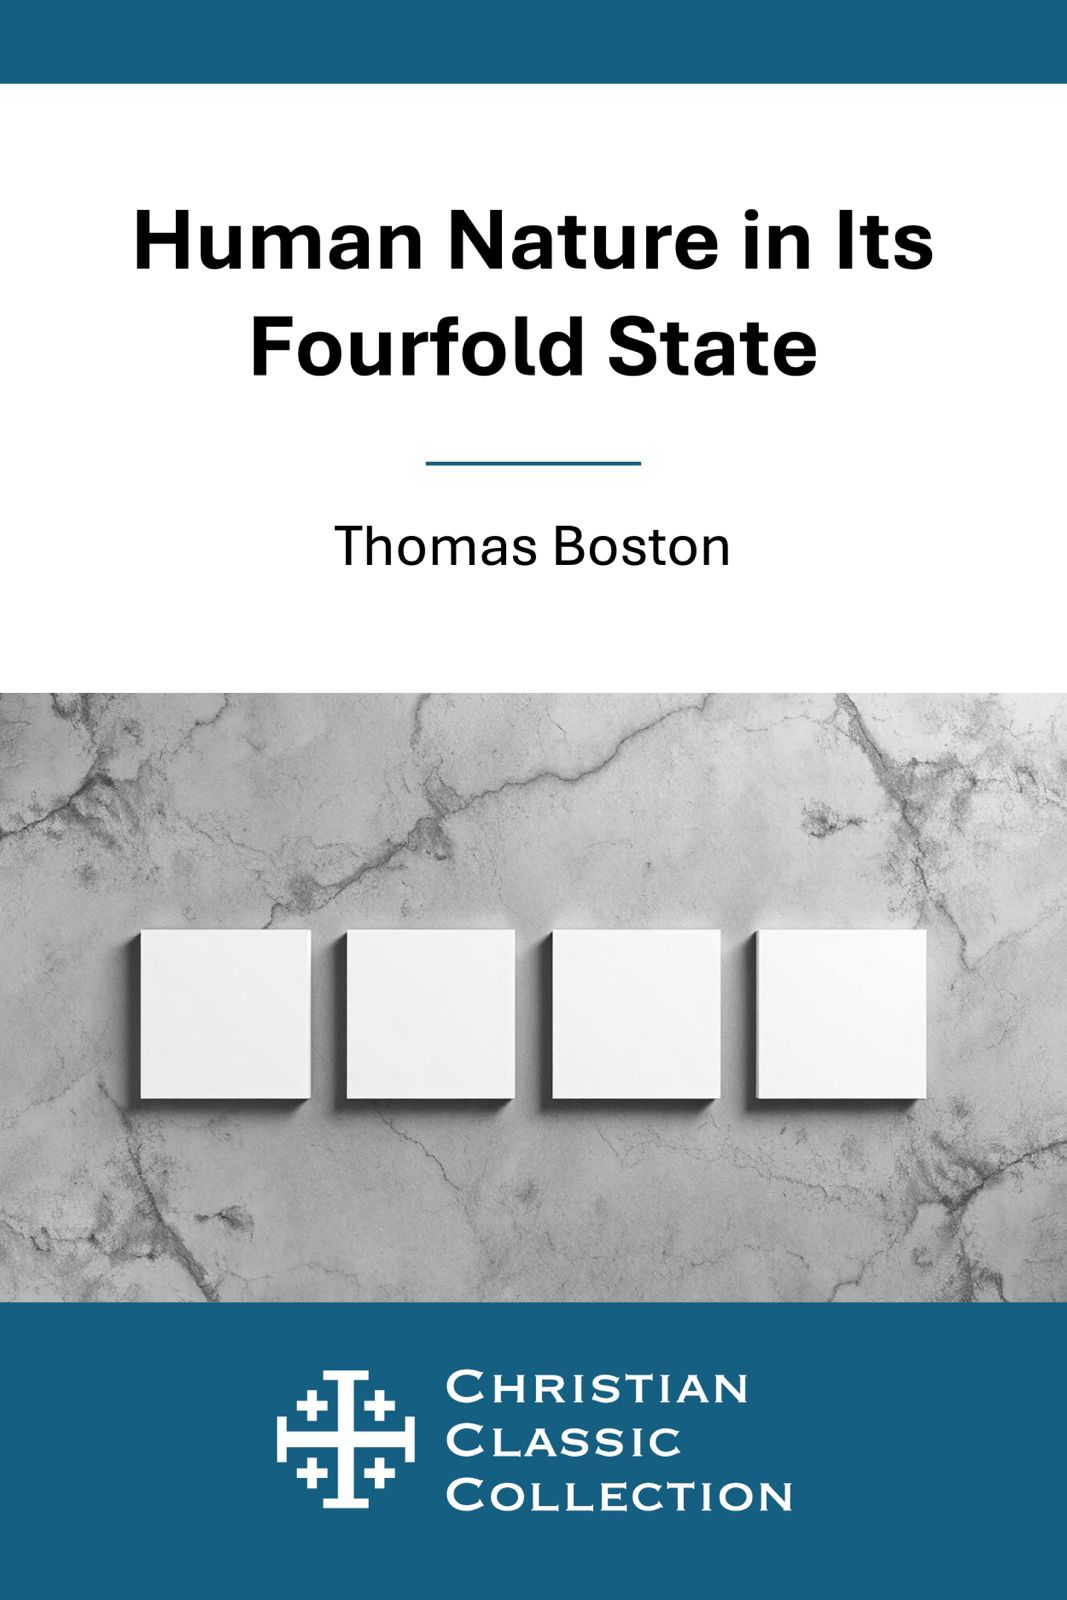 Human Nature in Its
Fourfold State
Thomas Boston
Christian
Classic
Collection